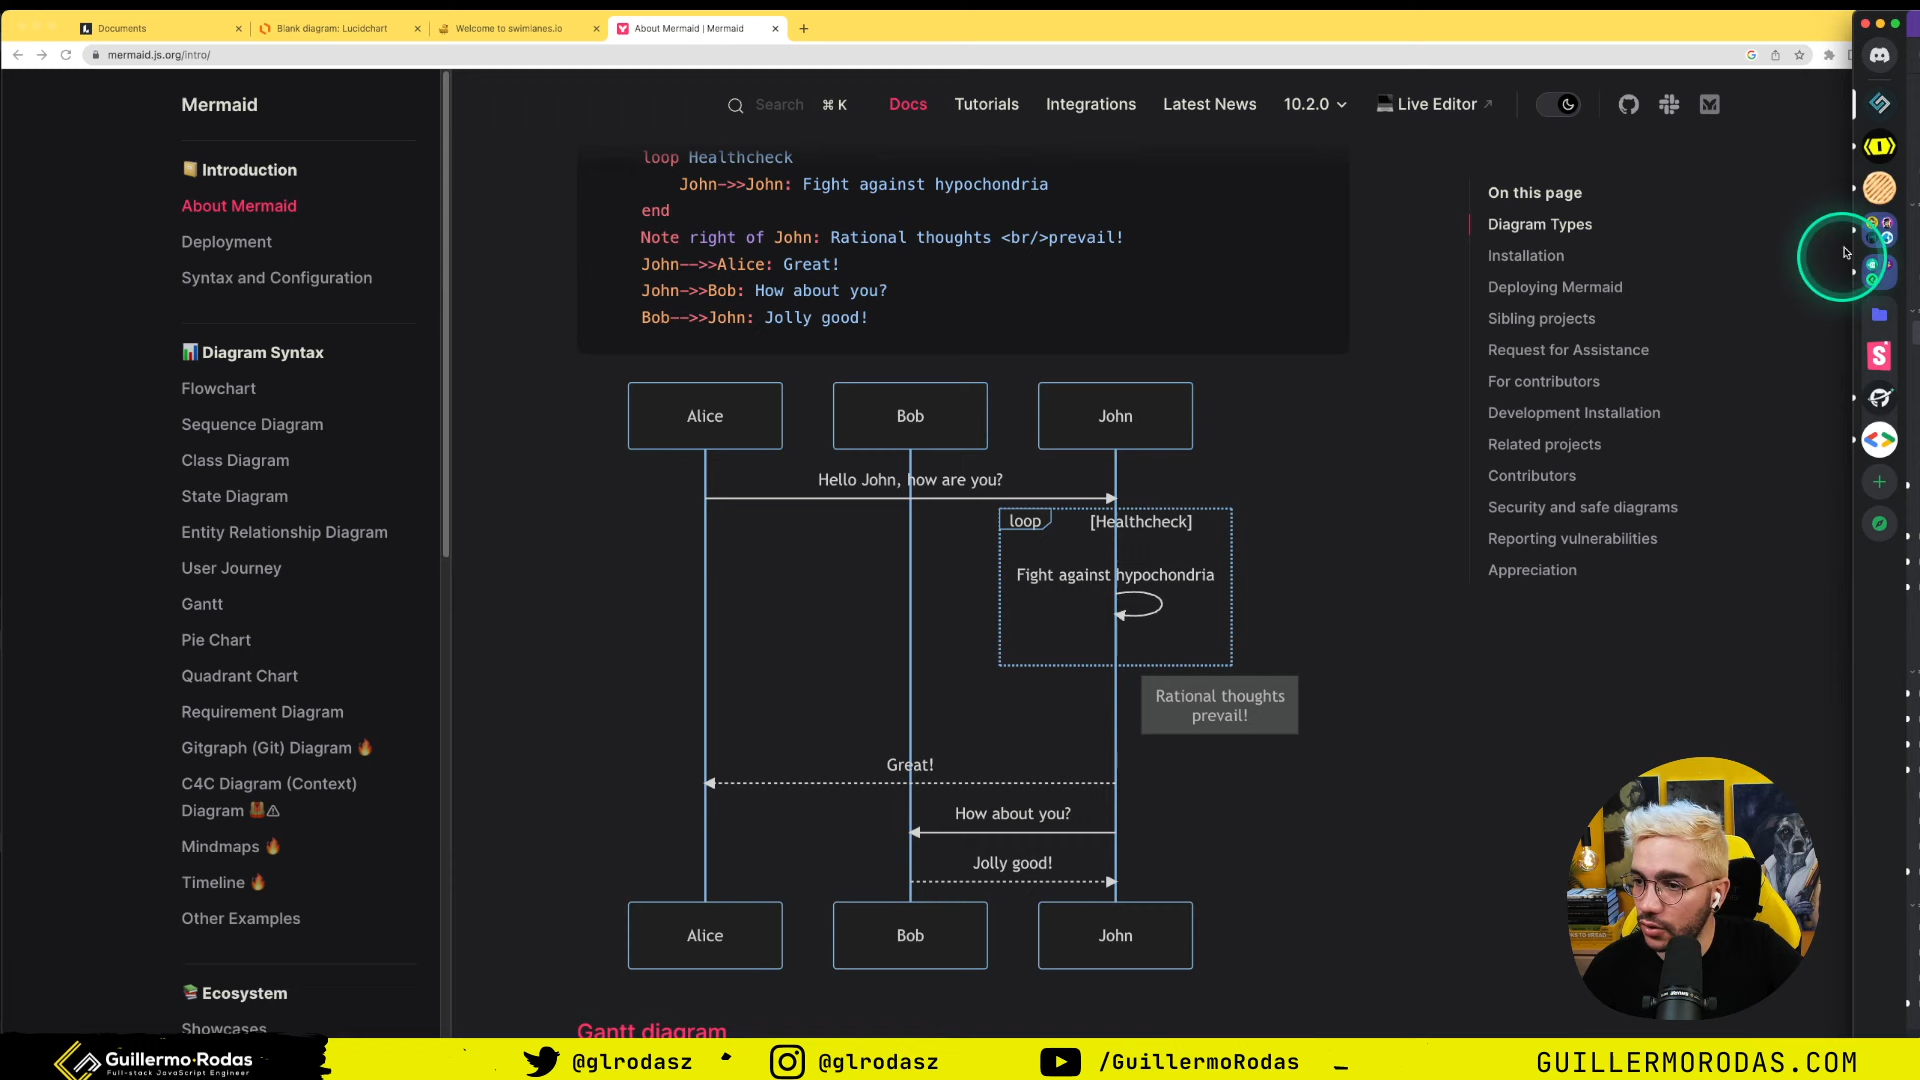 Documents
Blank diagram: Lucidchart
Welcome to swimlanes.io
About Mermaid | Mermaid
mermaid.js.org/intro/
Mermaid
Search
⌘ K
Docs
Tutorials
Integrations
Latest News
10.2.0
Live Editor
📔 Introduction
About Mermaid
Deployment
Syntax and Configuration
📊 Diagram Syntax
Flowchart
Sequence Diagram
Class Diagram
State Diagram
Entity Relationship Diagram
User Journey
Gantt
Pie Chart
Quadrant Chart
Requirement Diagram
Gitgraph (Git) Diagram 🔥
C4C Diagram (Context)
Diagram 🦺⚠️
Mindmaps 🔥
Timeline 🔥
Other Examples
📚 Ecosystem
Showcases
loop Healthcheck
John->>John: Fight against hypochondria
end
Note right of John: Rational thoughts <br/>prevail!
John-->>Alice: Great!
John->>Bob: How about you?
Bob-->>John: Jolly good!
Alice
Bob
John
Hello John, how are you?
loop
[Healthcheck]
Fight against hypochondria
Rational thoughts
prevail!
Great!
How about you?
Jolly good!
Alice
Bob
John
Gantt diagram
On this page
Diagram Types
Installation
Deploying Mermaid
Sibling projects
Request for Assistance
For contributors
Development Installation
Related projects
Contributors
Security and safe diagrams
Reporting vulnerabilities
Appreciation
Guillermo Rodas
Full-stack JavaScript Engineer
@glrodasz
@glrodasz
/GuillermoRodas
GUILLERMORODAS.COM